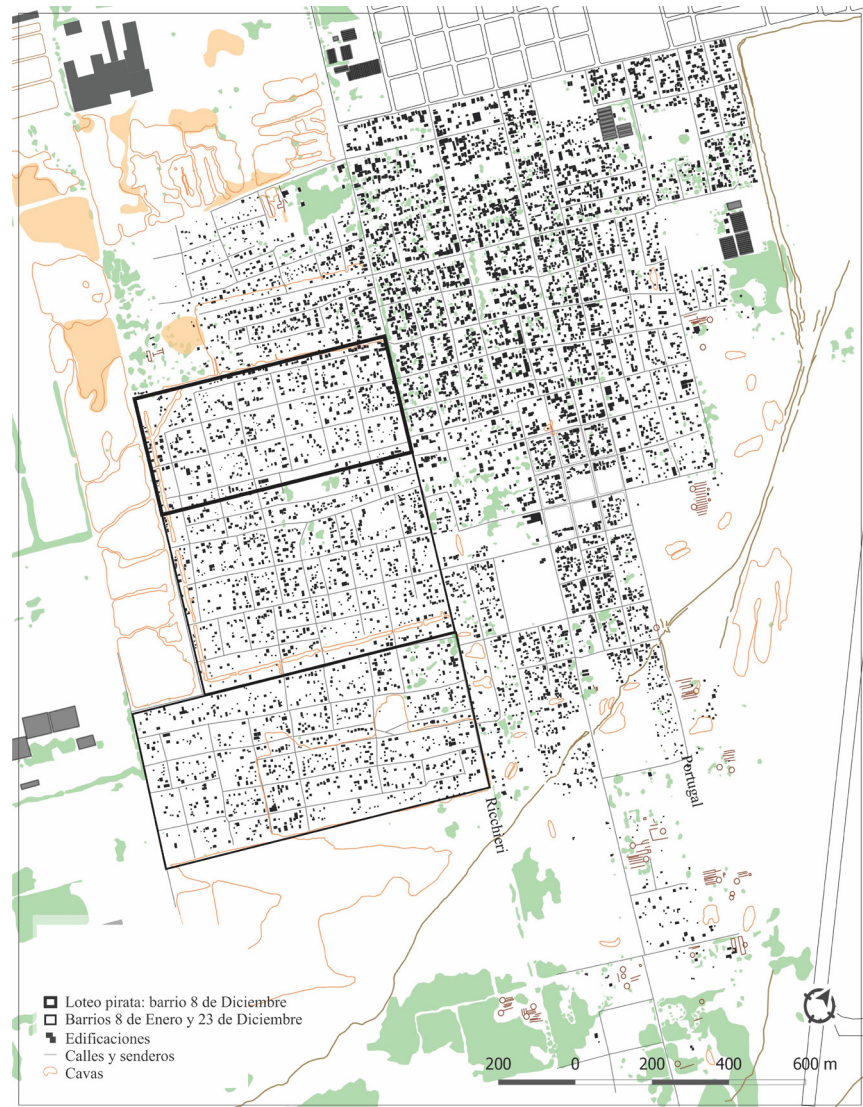 Portugal
Ricchieri
Loteo pirata: barrio 8 de Diciembre
Barrios 8 de Enero y 23 de Diciembre
Edificaciones
Calles y senderos
Cavas
200 0 200 400 600 m